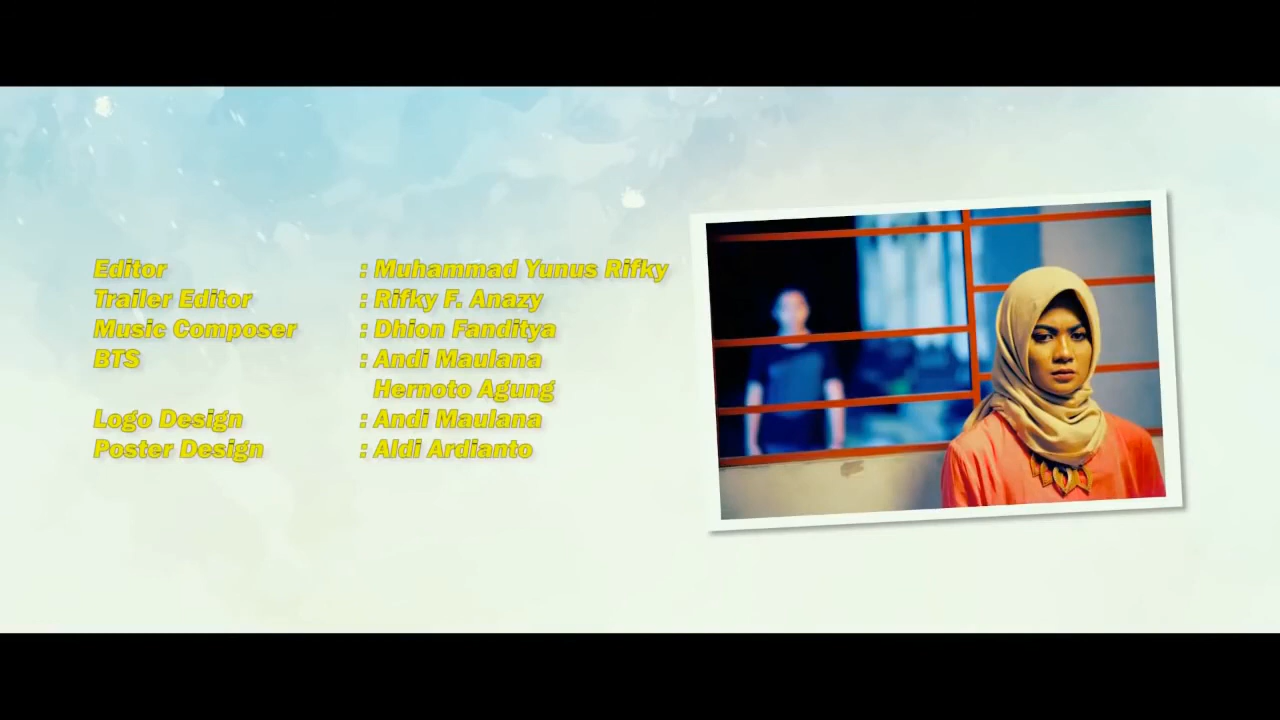 Editor : Muhammad Yunus Rifky
Trailer Editor : Rifky F. Anazy
Music Composer : Dhion Fanditya
BTS : Andi Maulana
Hernoto Agung
Logo Design : Andi Maulana
Poster Design : Aldi Ardianto